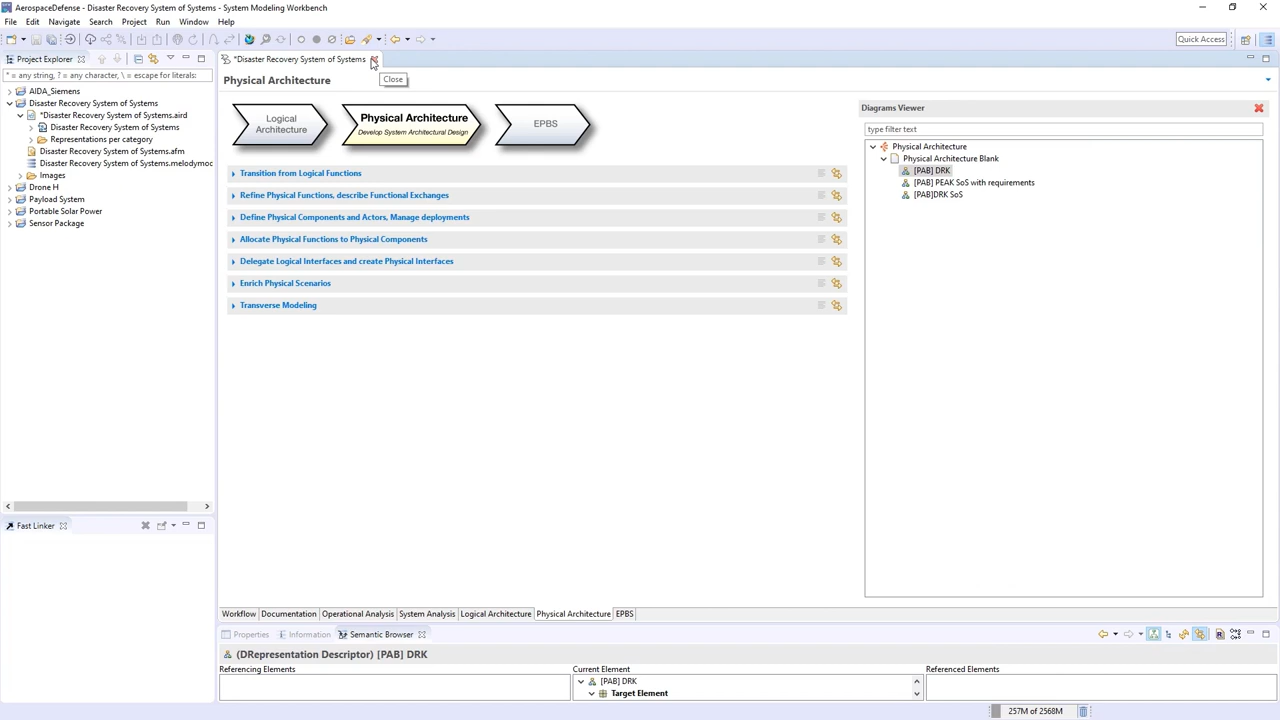 AerospaceDefense - Disaster Recovery System of Systems - System Modeling Workbench
File Edit Navigate Search Project Run Window Help
Quick Access
Project Explorer
* = any string, ? = any character, \ = escape for literals:
AIDA_Siemens
Disaster Recovery System of Systems
*Disaster Recovery System of Systems.aird
Disaster Recovery System of Systems
Representations per category
Disaster Recovery System of Systems.afm
Disaster Recovery System of Systems.melodymoc
Images
Drone H
Payload System
Portable Solar Power
Sensor Package
Fast Linker
*Disaster Recovery System of Systems
Close
Physical Architecture
Logical
Architecture
Physical Architecture
Develop System Architectural Design
EPBS
Transition from Logical Functions
Refine Physical Functions, describe Functional Exchanges
Define Physical Components and Actors, Manage deployments
Allocate Physical Functions to Physical Components
Delegate Logical Interfaces and create Physical Interfaces
Enrich Physical Scenarios
Transverse Modeling
Diagrams Viewer
type filter text
Physical Architecture
Physical Architecture Blank
[PAB] DRK
[PAB] PEAK SoS with requirements
[PAB]DRK SoS
Workflow Documentation Operational Analysis System Analysis Logical Architecture Physical Architecture EPBS
Properties Information Semantic Browser
(DRepresentation Descriptor) [PAB] DRK
Referencing Elements Current Element Referenced Elements
[PAB] DRK
Target Element
257M of 2568M